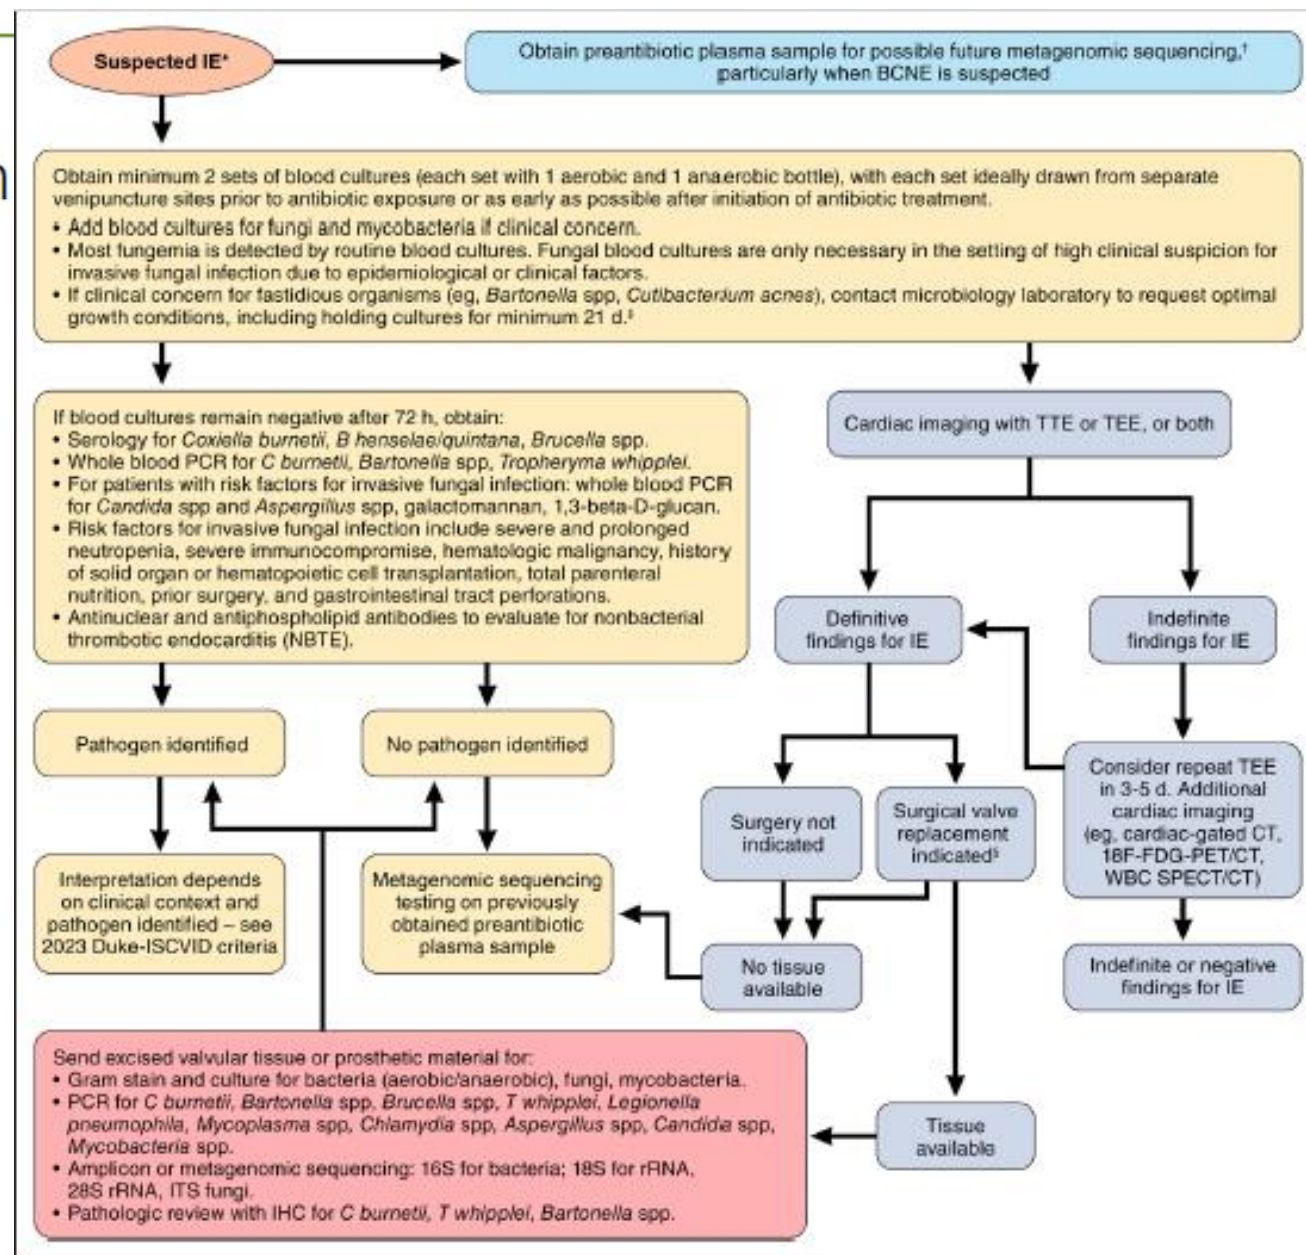 Suspected IE*
Obtain preantibiotic plasma sample for possible future metagenomic sequencing,†
particularly when BCNE is suspected
Obtain minimum 2 sets of blood cultures (each set with 1 aerobic and 1 anaerobic bottle), with each set ideally drawn from separate
venipuncture sites prior to antibiotic exposure or as early as possible after initiation of antibiotic treatment.
• Add blood cultures for fungi and mycobacteria if clinical concern.
• Most fungemia is detected by routine blood cultures. Fungal blood cultures are only necessary in the setting of high clinical suspicion for
invasive fungal infection due to epidemiological or clinical factors.
• If clinical concern for fastidious organisms (eg, Bartonella spp, Cutibacterium acnes), contact microbiology laboratory to request optimal
growth conditions, including holding cultures for minimum 21 d.‡
If blood cultures remain negative after 72 h, obtain:
• Serology for Coxiella burnetii, B henselae/quintana, Brucella spp.
• Whole blood PCR for C burnetii, Bartonella spp, Tropheryma whipplei.
• For patients with risk factors for invasive fungal infection: whole blood PCR
for Candida spp and Aspergillus spp, galactomannan, 1,3-beta-D-glucan.
• Risk factors for invasive fungal infection include severe and prolonged
neutropenia, severe immunocompromise, hematologic malignancy, history
of solid organ or hematopoietic cell transplantation, total parenteral
nutrition, prior surgery, and gastrointestinal tract perforations.
• Antinuclear and antiphospholipid antibodies to evaluate for nonbacterial
thrombotic endocarditis (NBTE).
Cardiac imaging with TTE or TEE, or both
Definitive
findings for IE
Indefinite
findings for IE
Pathogen identified
No pathogen identified
Surgery not
indicated
Surgical valve
replacement
indicated§
Consider repeat TEE
in 3-5 d. Additional
cardiac imaging
(eg, cardiac-gated CT,
18F-FDG-PET/CT,
WBC SPECT/CT)
Interpretation depends
on clinical context and
pathogen identified – see
2023 Duke-ISCVID criteria
Metagenomic sequencing
testing on previously
obtained preantibiotic
plasma sample
No tissue
available
Indefinite or negative
findings for IE
Send excised valvular tissue or prosthetic material for:
• Gram stain and culture for bacteria (aerobic/anaerobic), fungi, mycobacteria.
• PCR for C burnetii, Bartonella spp, Brucella spp, T whipplei, Legionella
pneumophila, Mycoplasma spp, Chlamydia spp, Aspergillus spp, Candida spp,
Mycobacteria spp.
• Amplicon or metagenomic sequencing: 16S for bacteria; 18S for rRNA,
28S rRNA, ITS fungi.
• Pathologic review with IHC for C burnetii, T whipplei, Bartonella spp.
Tissue
available